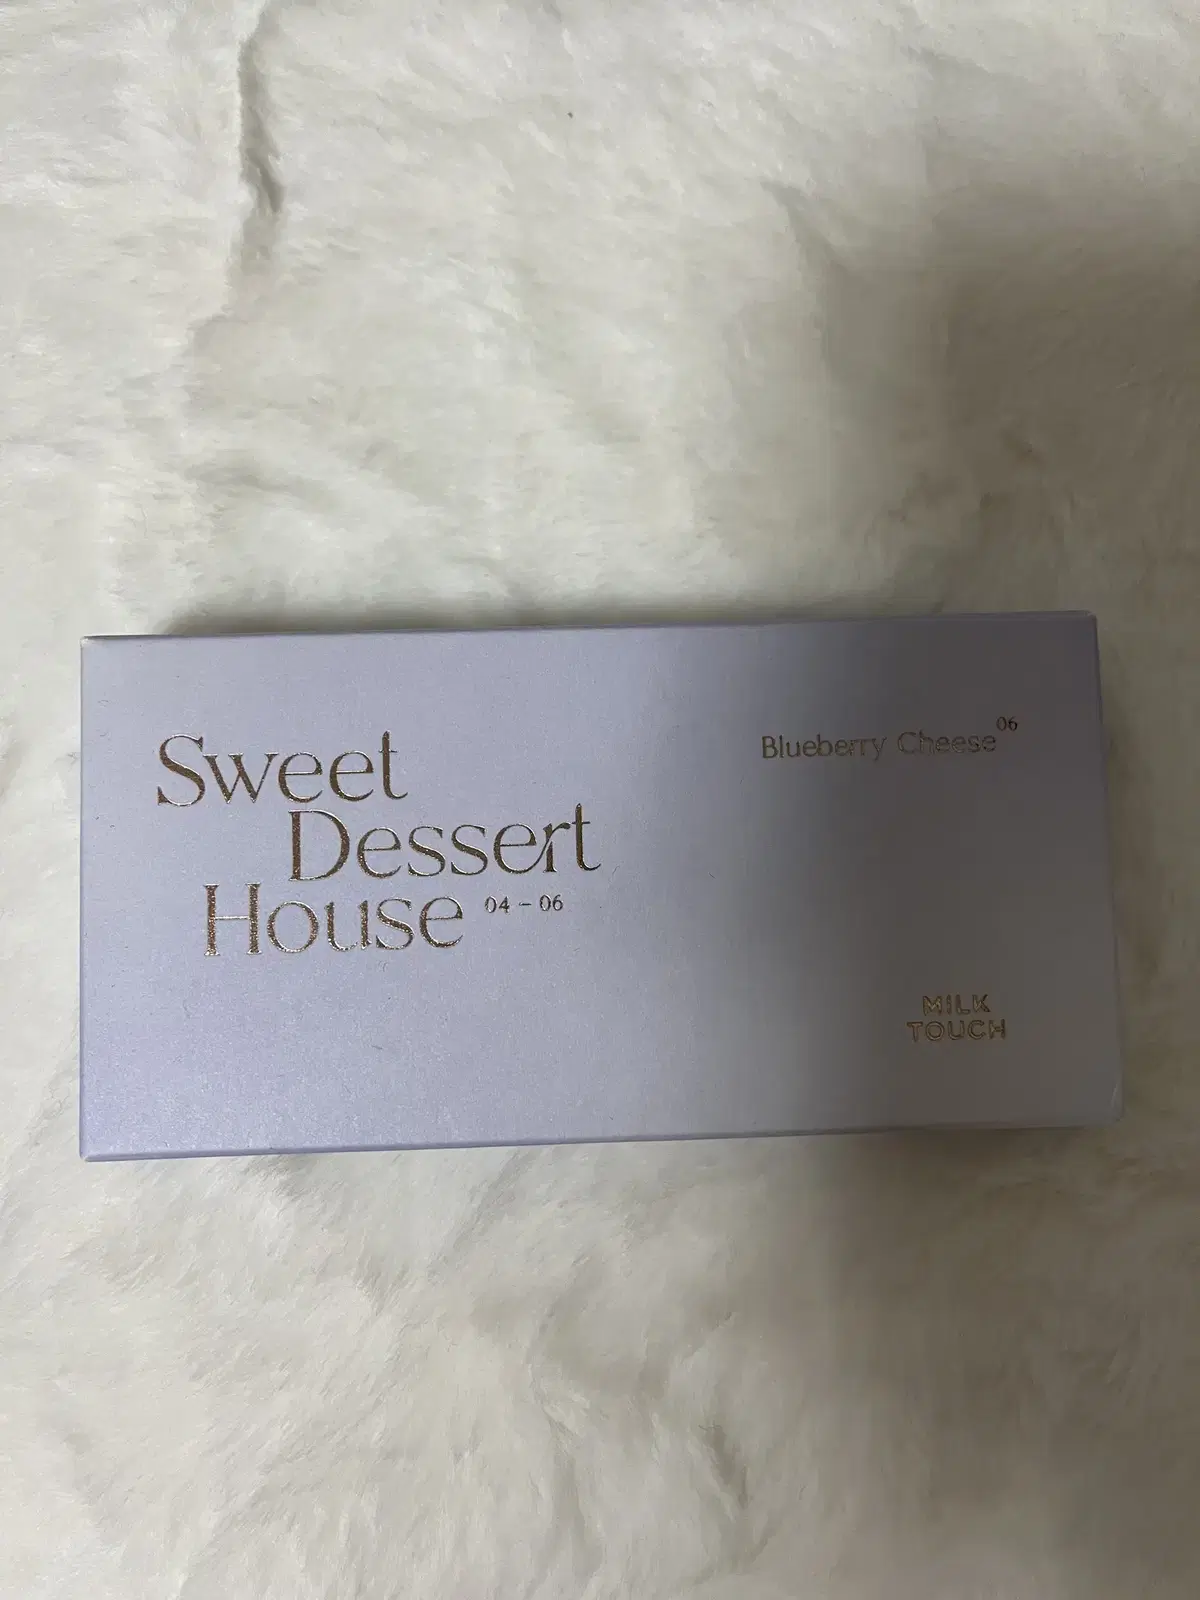 Sweet
Dessert
House 04 - 06
Blueberry Cheese 06
MILK
TOUCH